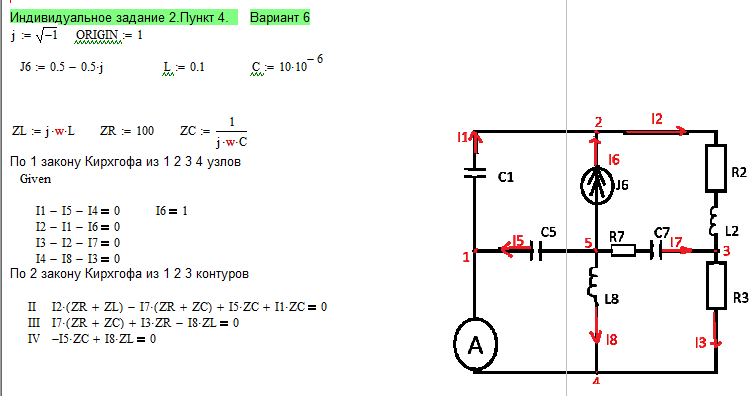 Индивидуальное задание 2.Пункт 4. Вариант 6
j := √−1 ORIGIN := 1
J6 := 0.5 − 0.5·j L := 0.1 C := 10·10^−6
ZL := j·w·L ZR := 100 ZC := 1/(j·w·C)
По 1 закону Кирхгофа из 1 2 3 4 узлов
Given
I1 − I5 − I4 = 0 I6 = 1
I2 − I1 − I6 = 0
I3 − I2 − I7 = 0
I4 − I8 − I3 = 0
По 2 закону Кирхгофа из 1 2 3 контуров
II I2·(ZR + ZL) − I7·(ZR + ZC) + I5·ZC + I1·ZC = 0
III I7·(ZR + ZC) + I3·ZR − I8·ZL = 0
IV −I5·ZC + I8·ZL = 0
2 I2
I1
I6
C1 J6 R2
I5 C5 R7 C7 I7 L2
1 5 3
L8 R3
A I8 I3
4